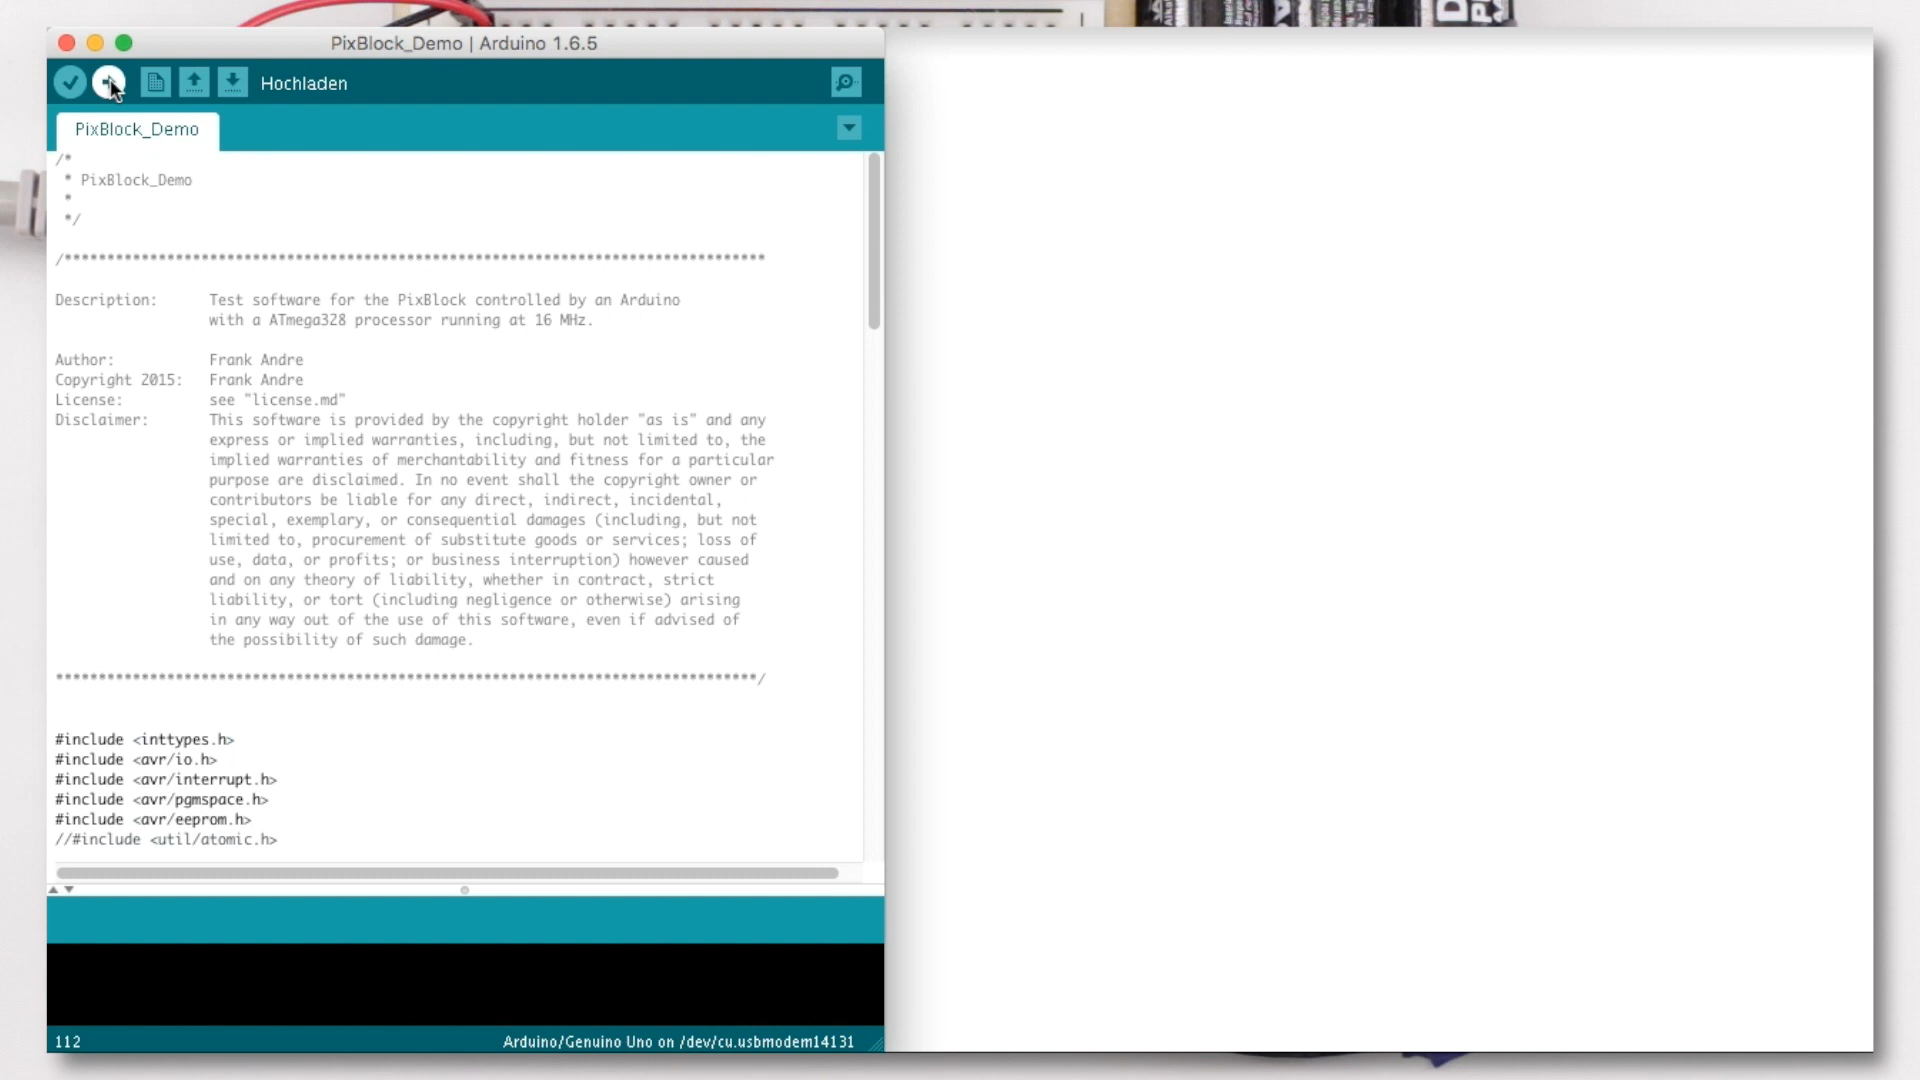 PixBlock_Demo | Arduino 1.6.5
Hochladen
PixBlock_Demo
/*
* PixBlock_Demo
*
*/
/**********************************************************************************
Description: Test software for the PixBlock controlled by an Arduino
with a ATmega328 processor running at 16 MHz.
Author: Frank Andre
Copyright 2015: Frank Andre
License: see "license.md"
Disclaimer: This software is provided by the copyright holder "as is" and any
express or implied warranties, including, but not limited to, the
implied warranties of merchantability and fitness for a particular
purpose are disclaimed. In no event shall the copyright owner or
contributors be liable for any direct, indirect, incidental,
special, exemplary, or consequential damages (including, but not
limited to, procurement of substitute goods or services; loss of
use, data, or profits; or business interruption) however caused
and on any theory of liability, whether in contract, strict
liability, or tort (including negligence or otherwise) arising
in any way out of the use of this software, even if advised of
the possibility of such damage.
**********************************************************************************/
#include <inttypes.h>
#include <avr/io.h>
#include <avr/interrupt.h>
#include <avr/pgmspace.h>
#include <avr/eeprom.h>
//#include <util/atomic.h>
112
Arduino/Genuino Uno on /dev/cu.usbmodem14131